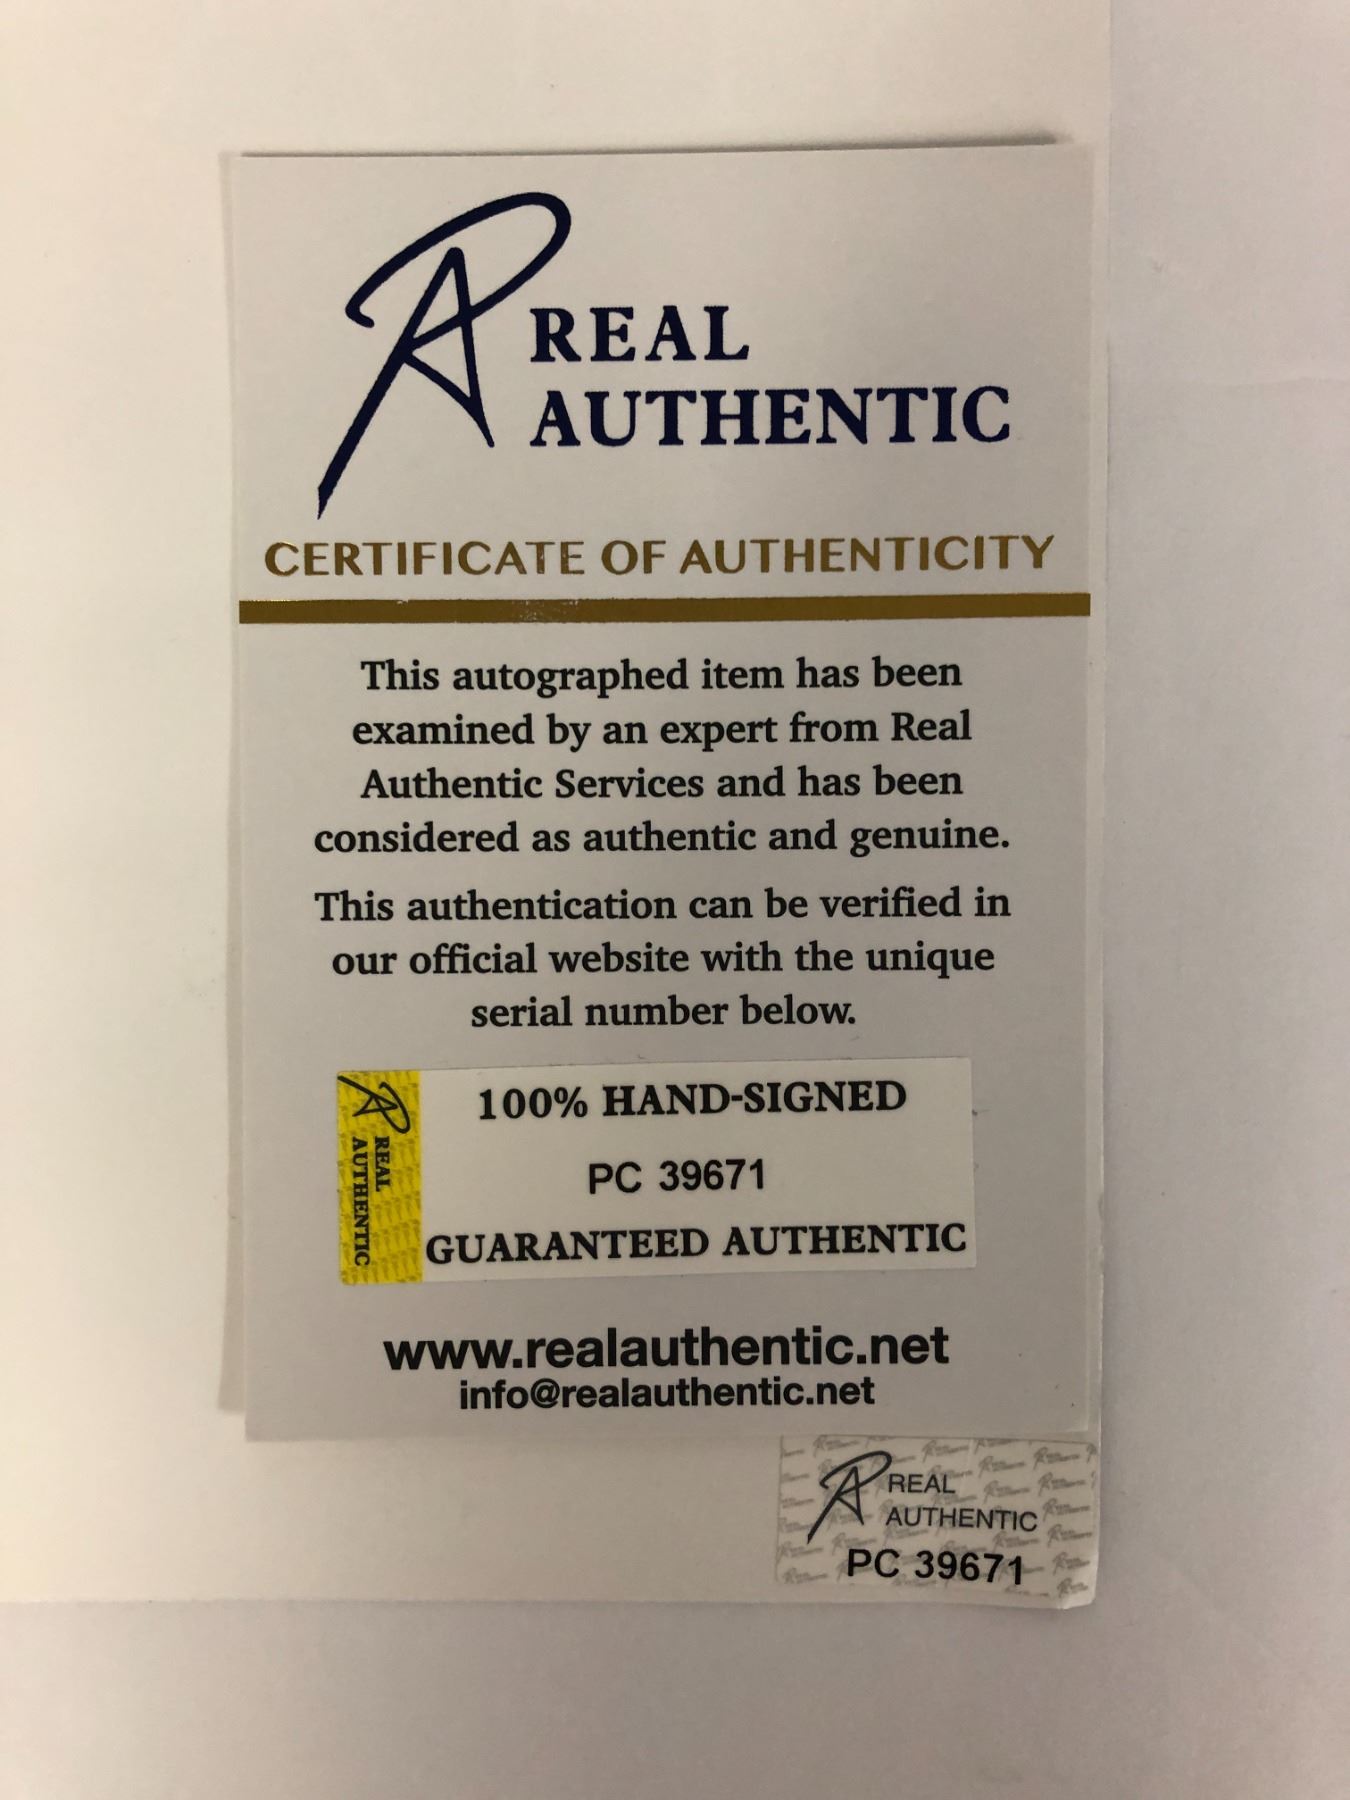 REAL
AUTHENTIC
CERTIFICATE OF AUTHENTICITY
This autographed item has been
examined by an expert from Real
Authentic Services and has been
considered as authentic and genuine.
This authentication can be verified in
our official website with the unique
serial number below.
REAL
AUTHENTIC
100% HAND-SIGNED
PC 39671
GUARANTEED AUTHENTIC
www.realauthentic.net
info@realauthentic.net
REAL
AUTHENTIC
PC 39671